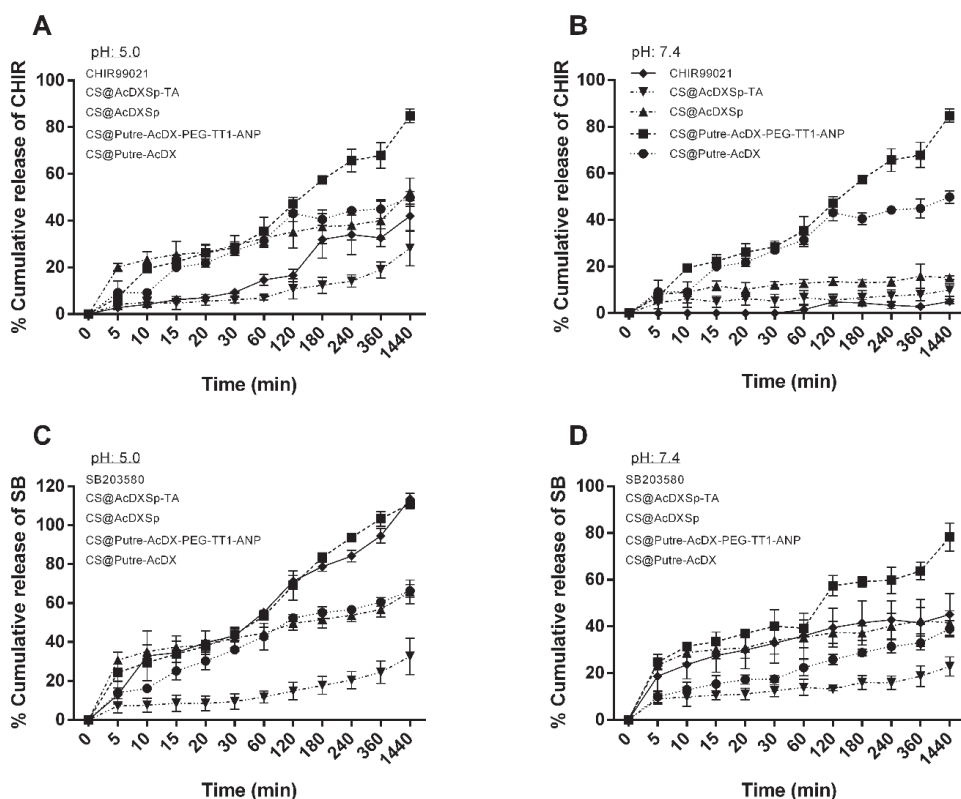 A
pH: 5.0
CHIR99021
CS@AcDXSp-TA
CS@AcDXSp
CS@Putre-AcDX-PEG-TT1-ANP
CS@Putre-AcDX
% Cumulative release of CHIR
100
80
60
40
20
0
0 5 10 15 20 30 60 120 180 240 360 1440
Time (min)
B
pH: 7.4
CHIR99021
CS@AcDXSp-TA
CS@AcDXSp
CS@Putre-AcDX-PEG-TT1-ANP
CS@Putre-AcDX
% Cumulative release of CHIR
100
80
60
40
20
0
0 5 10 15 20 30 60 120 180 240 360 1440
Time (min)
C
pH: 5.0
SB203580
CS@AcDXSp-TA
CS@AcDXSp
CS@Putre-AcDX-PEG-TT1-ANP
CS@Putre-AcDX
% Cumulative release of SB
120
100
80
60
40
20
0
0 5 10 15 20 30 60 120 180 240 360 1440
Time (min)
D
pH: 7.4
SB203580
CS@AcDXSp-TA
CS@AcDXSp
CS@Putre-AcDX-PEG-TT1-ANP
CS@Putre-AcDX
% Cumulative release of SB
100
80
60
40
20
0
0 5 10 15 20 30 60 120 180 240 360 1440
Time (min)